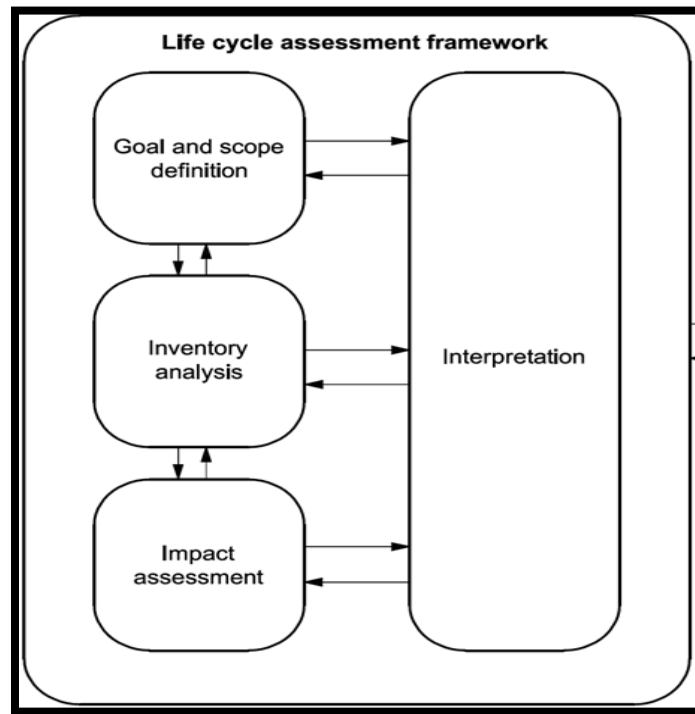 Life cycle assessment framework
Goal and scope
definition
Inventory
analysis
Interpretation
Impact
assessment